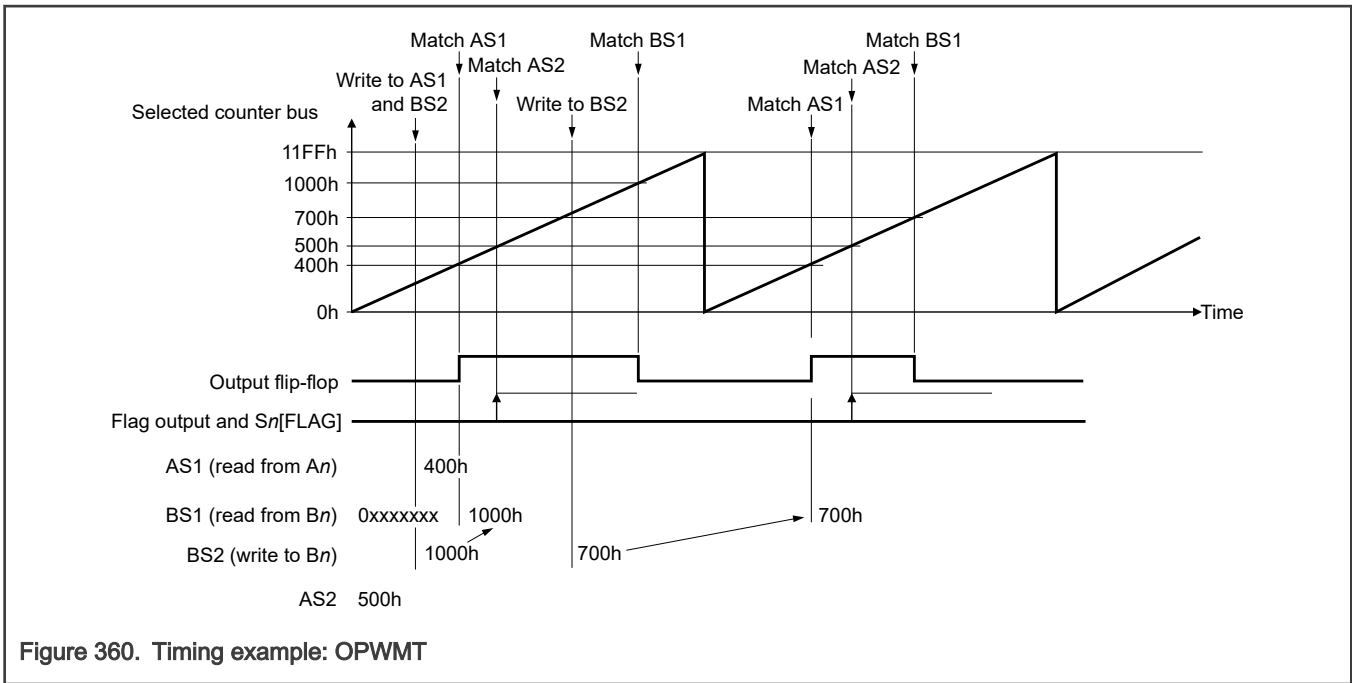 Match AS1
Match BS1
Match BS1
Match AS2
Match AS2
Write to AS1
and BS2
Write to BS2
Match AS1
Selected counter bus
11FFh
1000h
700h
500h
400h
0h
Time
Output flip-flop
Flag output and Sn[FLAG]
AS1 (read from An) 400h
BS1 (read from Bn) 0xxxxxxx 1000h 700h
BS2 (write to Bn) 1000h 700h
AS2 500h
Figure 360. Timing example: OPWMT